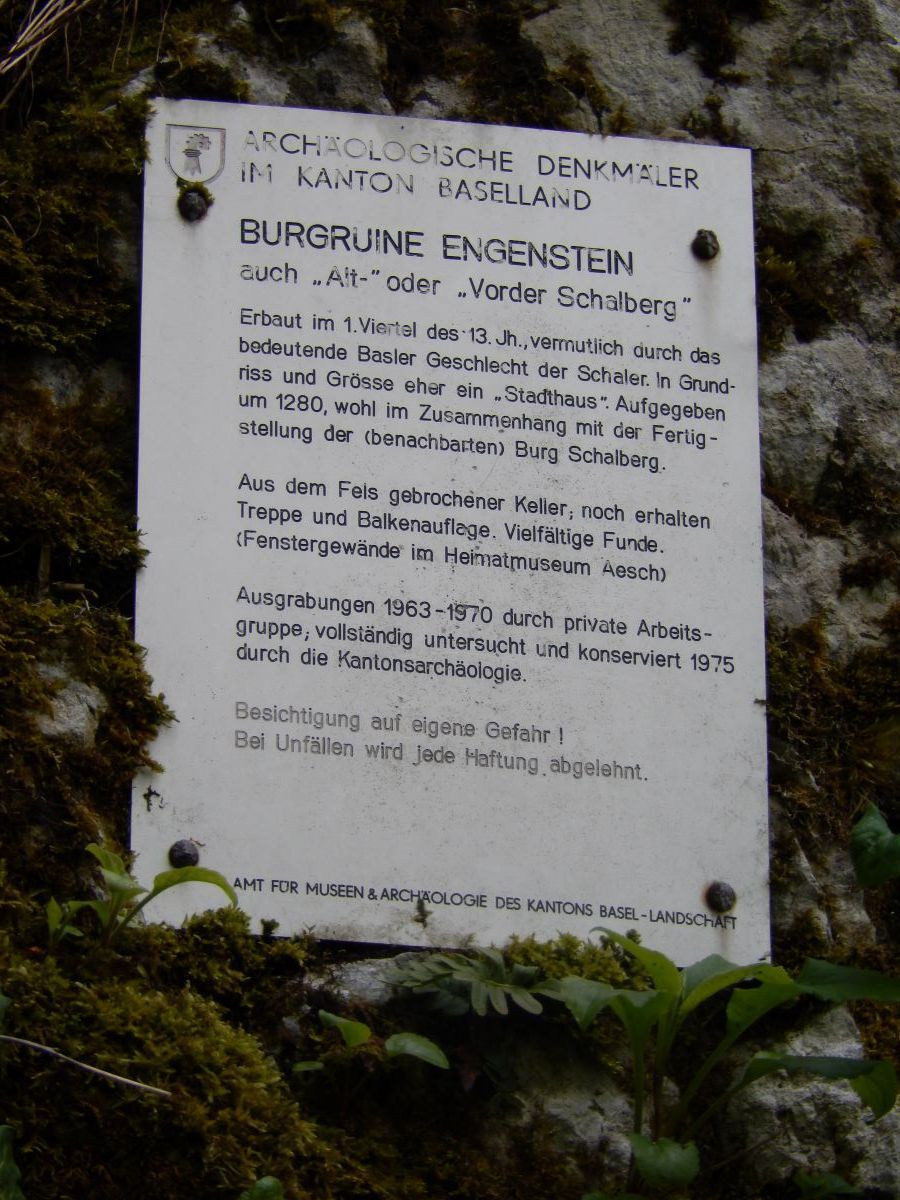 ARCHÄOLOGISCHE DENKMÄLER
IM KANTON BASELLAND
BURGRUINE ENGENSTEIN
auch „Alt-" oder „Vorder Schalberg"
Erbaut im 1. Viertel des 13. Jh., vermutlich durch das
bedeutende Basler Geschlecht der Schaler. In Grund-
riss und Grösse eher ein „Stadthaus". Aufgegeben
um 1280, wohl im Zusammenhang mit der Fertig-
stellung der (benachbarten) Burg Schalberg.
Aus dem Fels gebrochener Keller; noch erhalten
Treppe und Balkenauflage. Vielfältige Funde.
(Fenstergewände im Heimatmuseum Aesch)
Ausgrabungen 1963-1970 durch private Arbeits-
gruppe; vollständig untersucht und konserviert 1975
durch die Kantonsarchäologie.
Besichtigung auf eigene Gefahr!
Bei Unfällen wird jede Haftung abgelehnt.
AMT FÜR MUSEEN & ARCHÄOLOGIE DES KANTONS BASEL-LANDSCHAFT